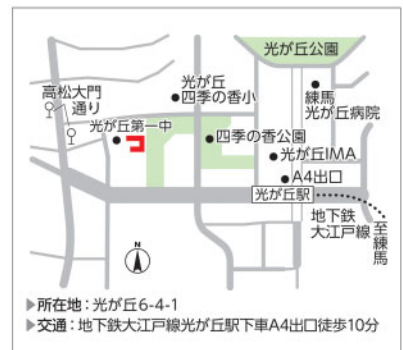 光が丘公園
光が丘
四季の香小
高松大門
通り
練馬
光が丘病院
光が丘第一中
四季の香公園
光が丘IMA
A4出口
光が丘駅
地下鉄
大江戸線
至練馬
N
▶所在地：光が丘6-4-1
▶交通：地下鉄大江戸線光が丘駅下車A4出口徒歩10分